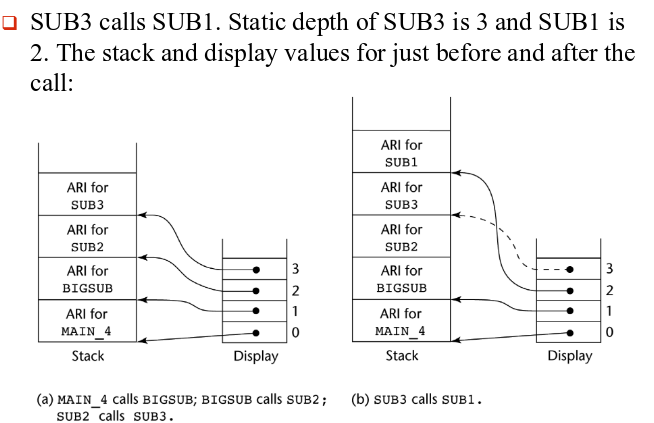 SUB3 calls SUB1. Static depth of SUB3 is 3 and SUB1 is
2. The stack and display values for just before and after the
call:
ARI for
SUB3
ARI for
SUB2
ARI for
BIGSUB
ARI for
MAIN_4
Stack
3
2
1
0
Display
(a) MAIN_4 calls BIGSUB; BIGSUB calls SUB2;
SUB2 calls SUB3.
ARI for
SUB1
ARI for
SUB3
ARI for
SUB2
ARI for
BIGSUB
ARI for
MAIN_4
Stack
3
2
1
0
Display
(b) SUB3 calls SUB1.